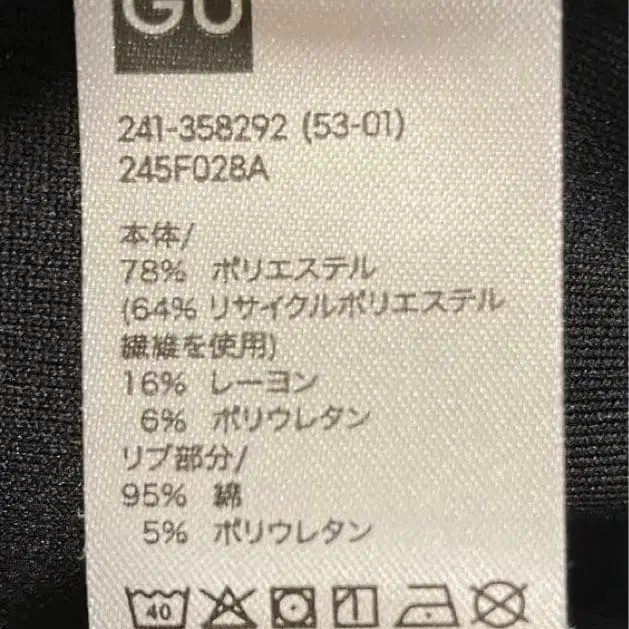 GU
241-358292 (53-01)
245F028A
本体/
78% ポリエステル
(64% リサイクルポリエステル
繊維を使用)
16% レーヨン
6% ポリウレタン
リブ部分/
95% 綿
5% ポリウレタン
40